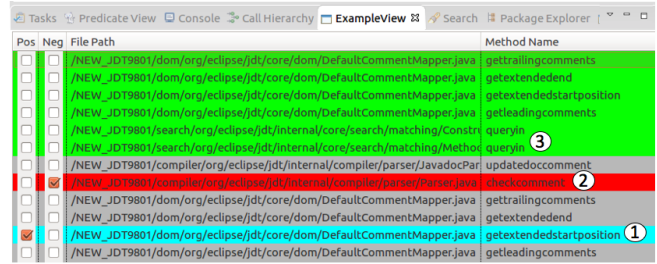 Tasks Predicate View Console Call Hierarchy ExampleView Search Package Explorer
Pos Neg File Path Method Name
/NEW_JDT9801/dom/org/eclipse/jdt/core/dom/DefaultCommentMapper.java gettrailingcomments
/NEW_JDT9801/dom/org/eclipse/jdt/core/dom/DefaultCommentMapper.java getextendedend
/NEW_JDT9801/dom/org/eclipse/jdt/core/dom/DefaultCommentMapper.java getextendedstartposition
/NEW_JDT9801/dom/org/eclipse/jdt/core/dom/DefaultCommentMapper.java getleadingcomments
/NEW_JDT9801/search/org/eclipse/jdt/internal/core/search/matching/Constru queryin
/NEW_JDT9801/search/org/eclipse/jdt/internal/core/search/matching/Method queryin 3
/NEW_JDT9801/compiler/org/eclipse/jdt/internal/compiler/parser/JavadocPar updatedoccomment
/NEW_JDT9801/compiler/org/eclipse/jdt/internal/compiler/parser/Parser.java checkcomment 2
/NEW_JDT9801/dom/org/eclipse/jdt/core/dom/DefaultCommentMapper.java gettrailingcomments
/NEW_JDT9801/dom/org/eclipse/jdt/core/dom/DefaultCommentMapper.java getextendedend
/NEW_JDT9801/dom/org/eclipse/jdt/core/dom/DefaultCommentMapper.java getextendedstartposition 1
/NEW_JDT9801/dom/org/eclipse/jdt/core/dom/DefaultCommentMapper.java getleadingcomments